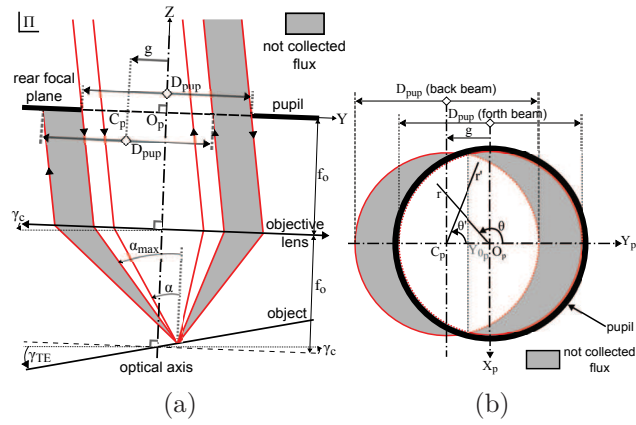 Π
Z
g
not collected
flux
rear focal
plane
D_pup
pupil
C_p
O_p
Y
D_pup
f_o
γ_c
objective
lens
α_max
α
f_o
object
γ_TE
γ_c
optical axis
(a)
D_pup (back beam)
D_pup (forth beam)
g
r
r'
θ'
θ
C_p
Y_0p
O_p
Y_p
pupil
X_p
not collected
flux
(b)